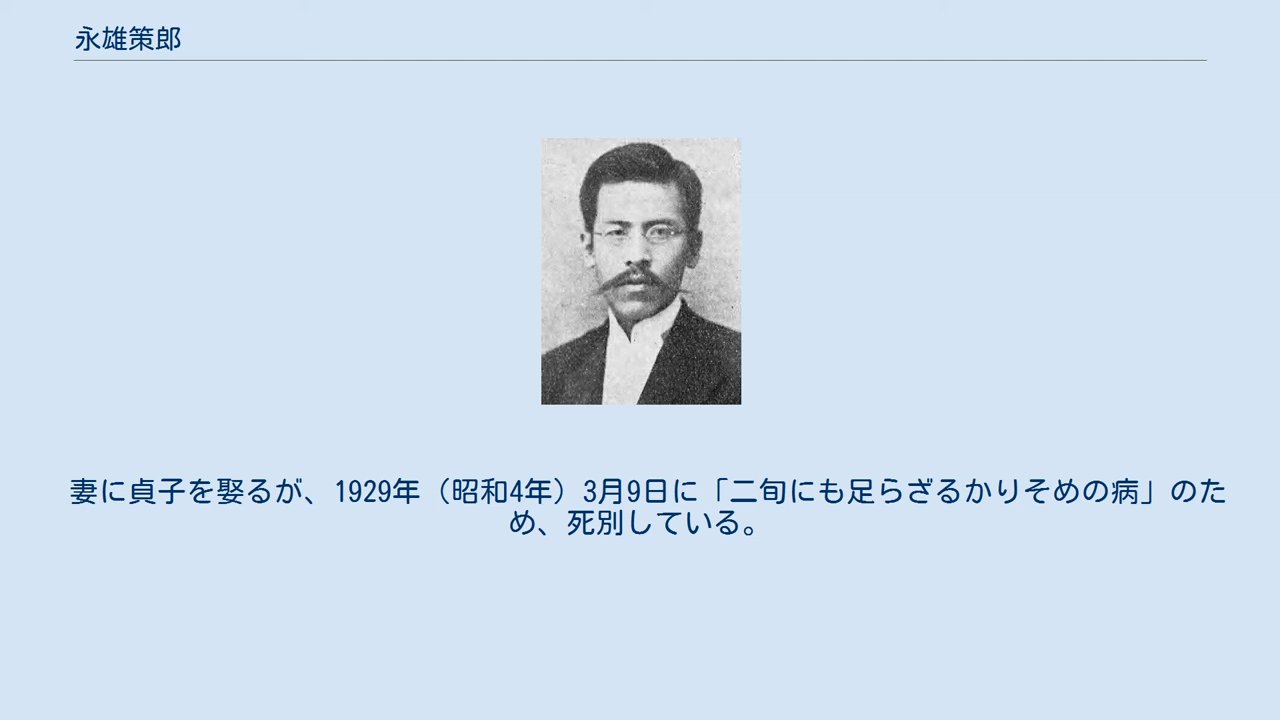 永雄策郎
妻に貞子を娶るが、1929年（昭和4年）3月9日に「二旬にも足らざるかりそめの病」のた
め、死別している。